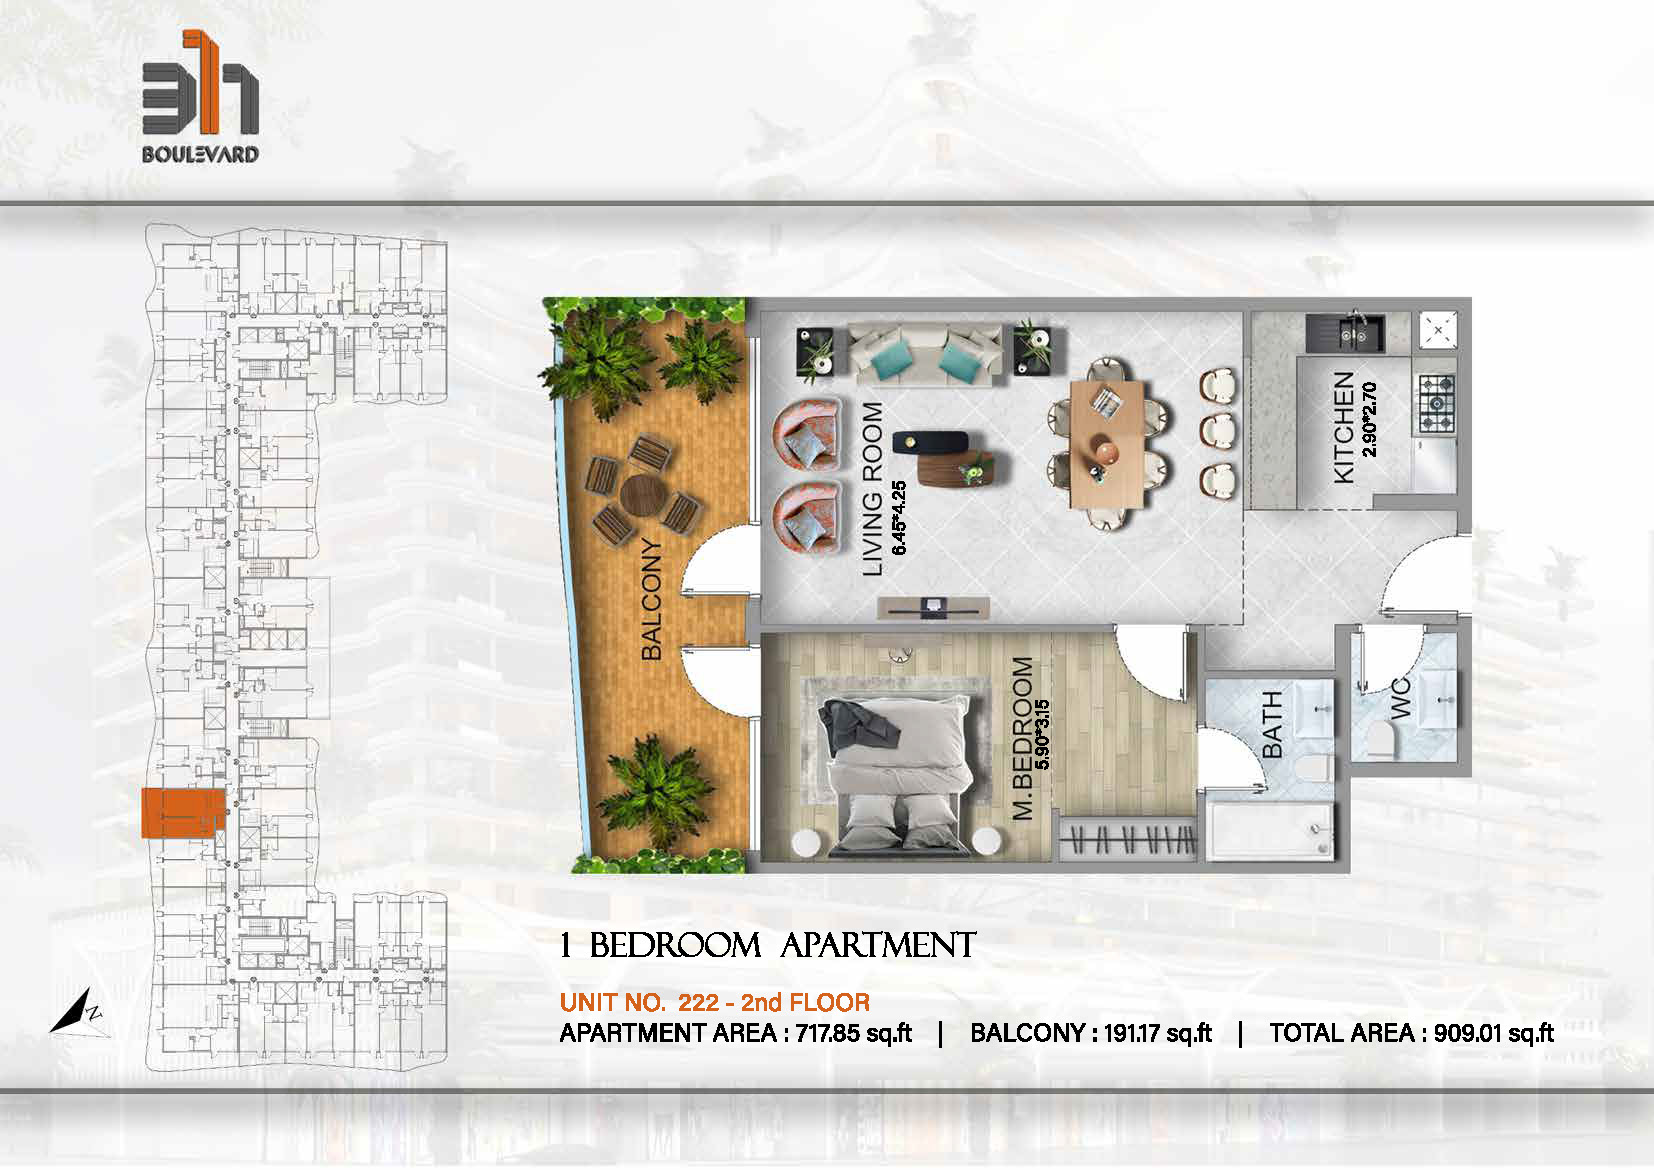 311
BOULEVARD
BALCONY
LIVING ROOM
6.45*4.25
KITCHEN
2.90*2.70
M.BEDROOM
5.90*3.15
BATH
WC
N
1 BEDROOM APARTMENT
UNIT NO. 222 - 2nd FLOOR
APARTMENT AREA : 717.85 sq.ft | BALCONY : 191.17 sq.ft | TOTAL AREA : 909.01 sq.ft